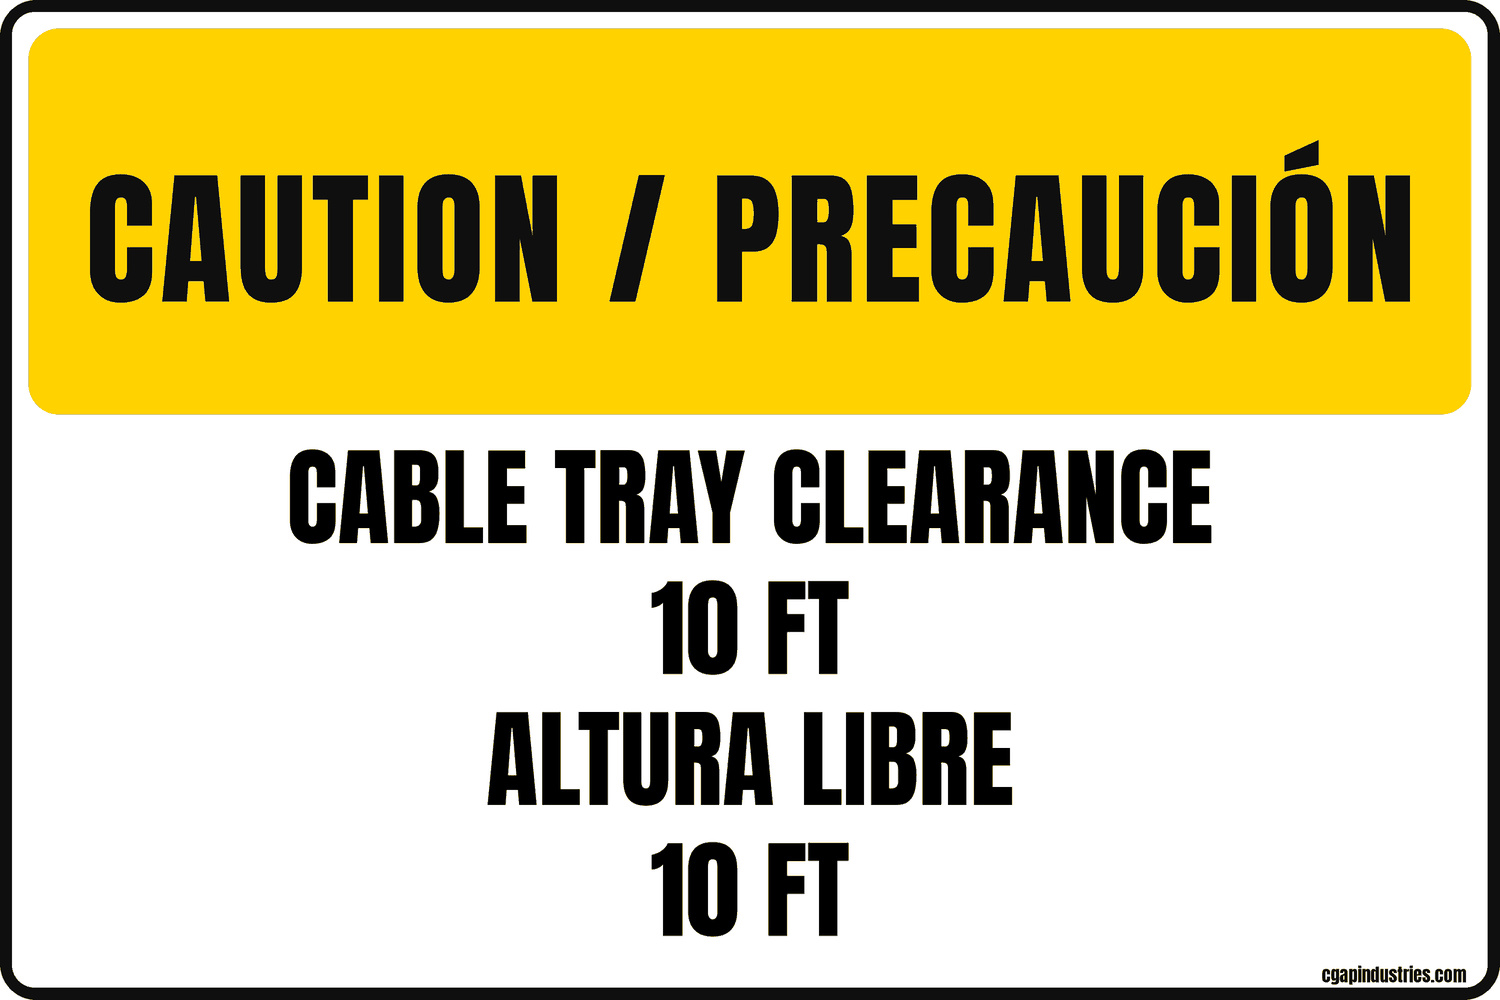 CAUTION / PRECAUCIÓN
CABLE TRAY CLEARANCE
10 FT
ALTURA LIBRE
10 FT
cgapindustries.com